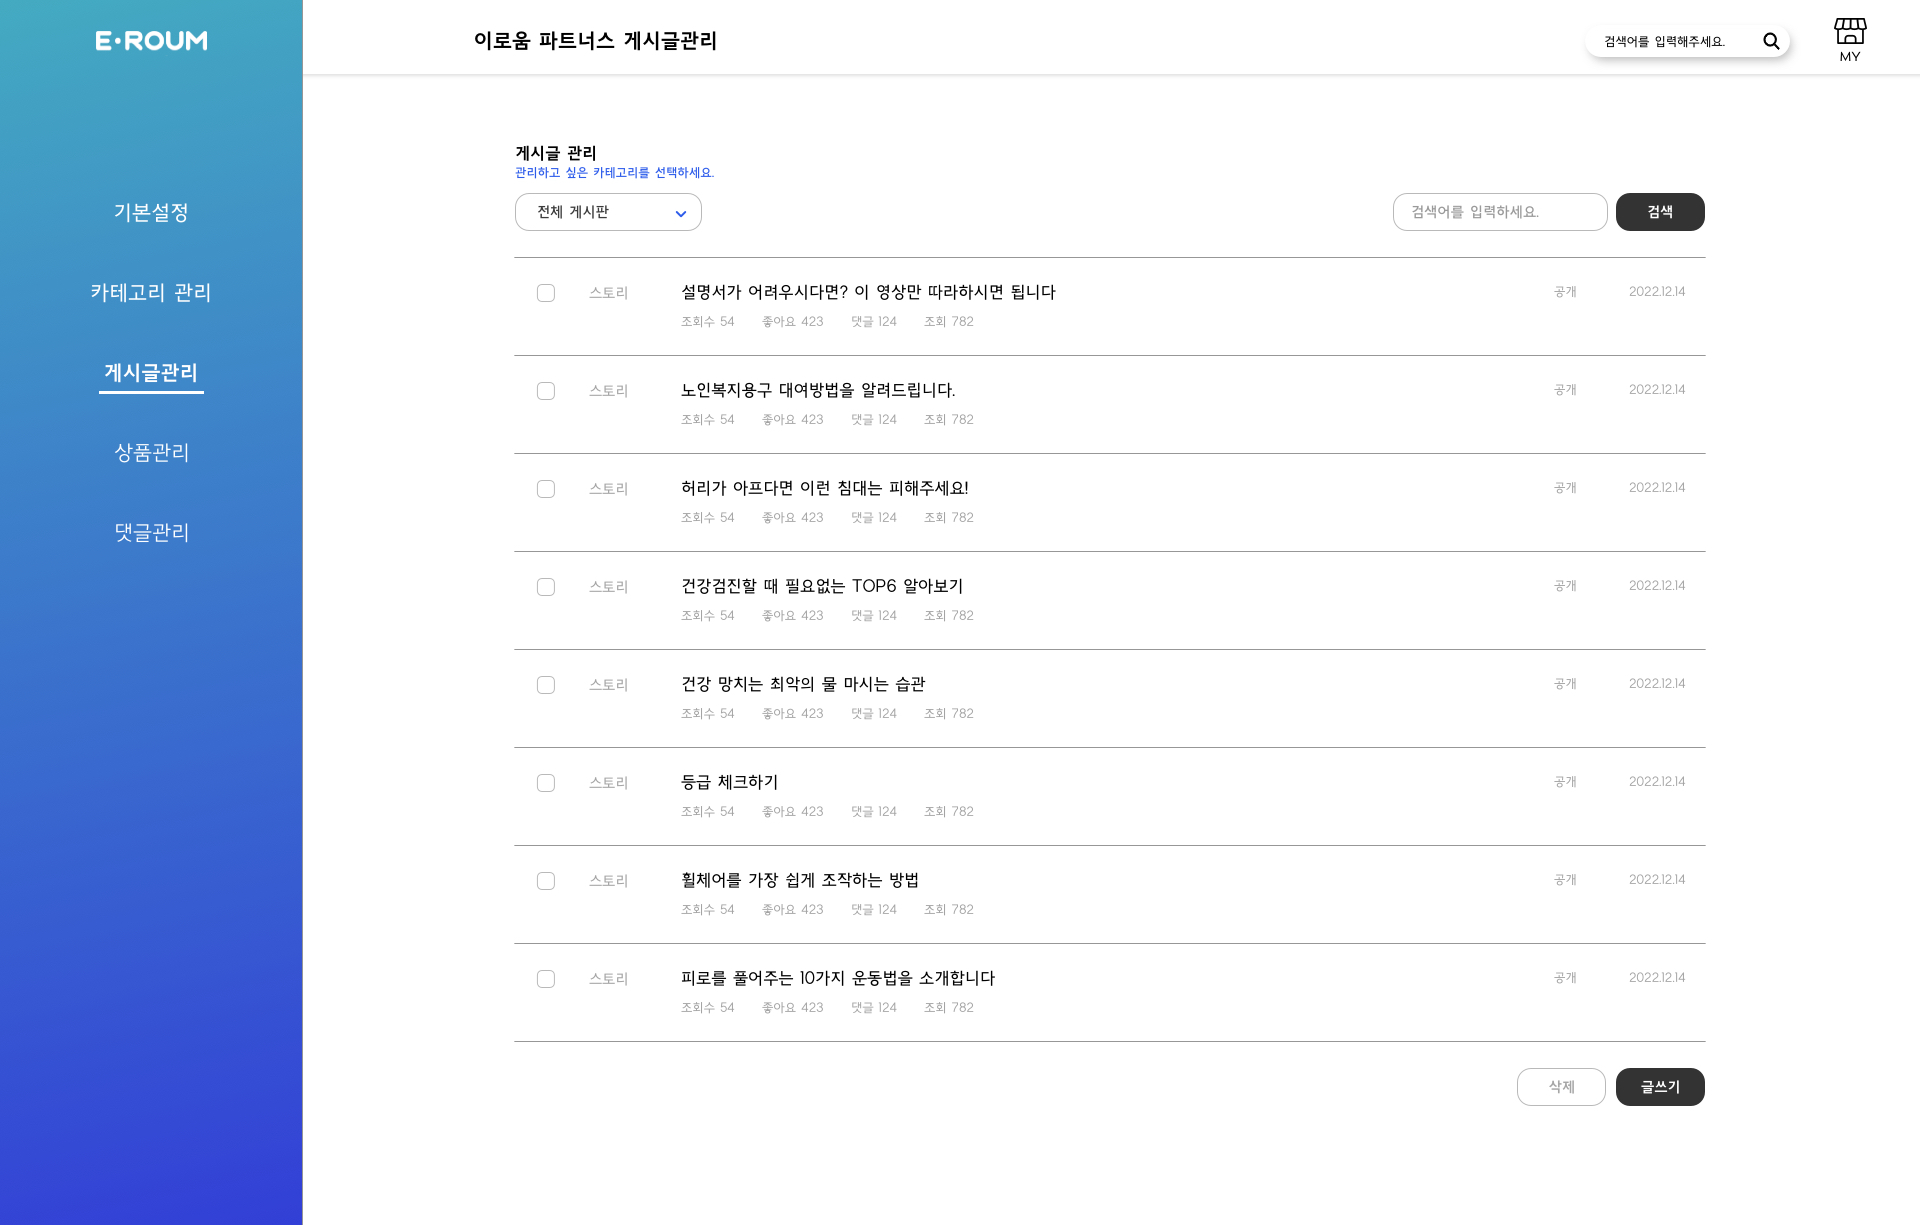 E·ROUM
이로움 파트너스 게시글관리
검색어를 입력해주세요.
MY
기본설정
카테고리 관리
게시글관리
상품관리
댓글관리
게시글 관리
관리하고 싶은 카테고리를 선택하세요.
전체 게시판
검색어를 입력하세요.
검색
스토리 설명서가 어려우시다면? 이 영상만 따라하시면 됩니다 공개 2022.12.14
조회수 54 좋아요 423 댓글 124 조회 782
스토리 노인복지용구 대여방법을 알려드립니다. 공개 2022.12.14
조회수 54 좋아요 423 댓글 124 조회 782
스토리 허리가 아프다면 이런 침대는 피해주세요! 공개 2022.12.14
조회수 54 좋아요 423 댓글 124 조회 782
스토리 건강검진할 때 필요없는 TOP6 알아보기 공개 2022.12.14
조회수 54 좋아요 423 댓글 124 조회 782
스토리 건강 망치는 최악의 물 마시는 습관 공개 2022.12.14
조회수 54 좋아요 423 댓글 124 조회 782
스토리 등급 체크하기 공개 2022.12.14
조회수 54 좋아요 423 댓글 124 조회 782
스토리 휠체어를 가장 쉽게 조작하는 방법 공개 2022.12.14
조회수 54 좋아요 423 댓글 124 조회 782
스토리 피로를 풀어주는 10가지 운동법을 소개합니다 공개 2022.12.14
조회수 54 좋아요 423 댓글 124 조회 782
삭제
글쓰기